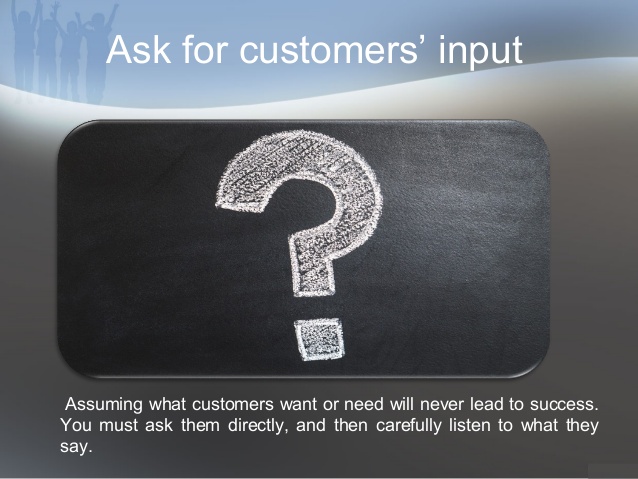 Ask for customers’ input
?
Assuming what customers want or need will never lead to success.
You must ask them directly, and then carefully listen to what they
say.